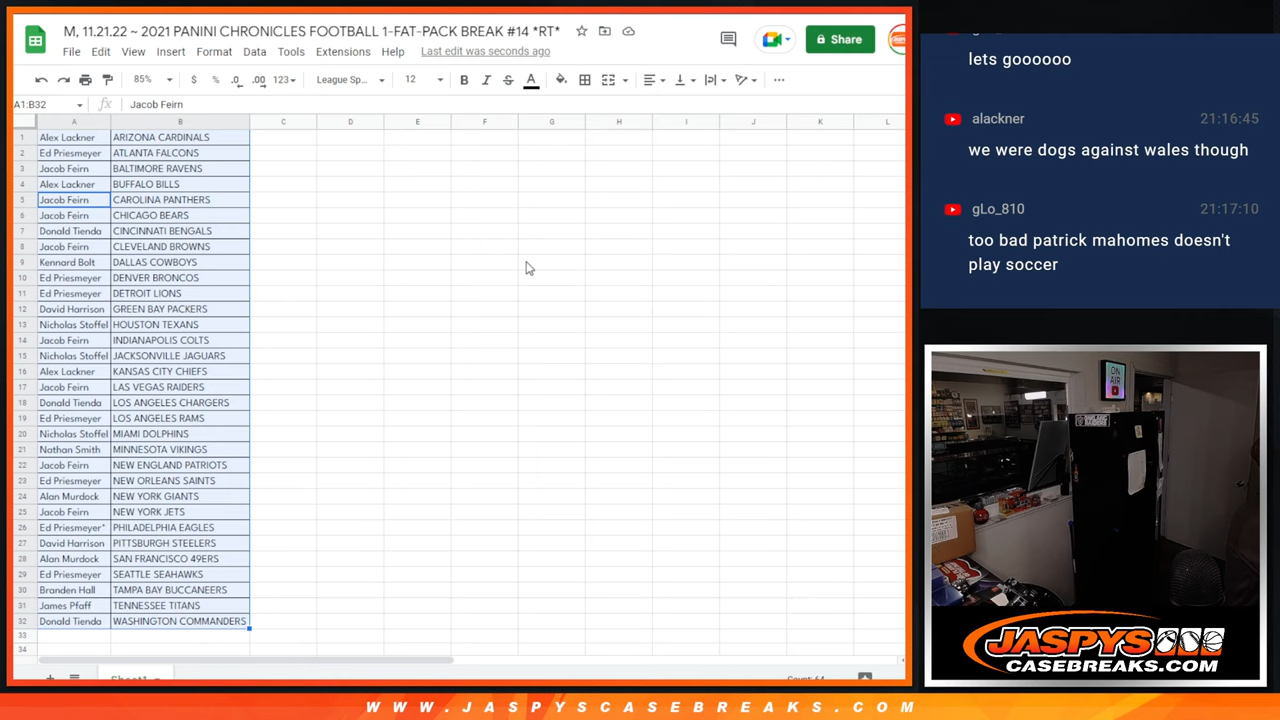 M, 11.21.22 ~ 2021 PANINI CHRONICLES FOOTBALL 1-FAT-PACK BREAK #14 *RT*
File Edit View Insert Format Data Tools Extensions Help Last edit was seconds ago
Share
85% $ % .0 .00 123 League Sp... 12 B I S A
A1:B32 fx Jacob Feirn
A B C D E F G H I J K L
1 Alex Lackner ARIZONA CARDINALS
2 Ed Priesmeyer ATLANTA FALCONS
3 Jacob Feirn BALTIMORE RAVENS
4 Alex Lackner BUFFALO BILLS
5 Jacob Feirn CAROLINA PANTHERS
6 Jacob Feirn CHICAGO BEARS
7 Donald Tienda CINCINNATI BENGALS
8 Jacob Feirn CLEVELAND BROWNS
9 Kennard Bolt DALLAS COWBOYS
10 Ed Priesmeyer DENVER BRONCOS
11 Ed Priesmeyer DETROIT LIONS
12 David Harrison GREEN BAY PACKERS
13 Nicholas Stoffel HOUSTON TEXANS
14 Jacob Feirn INDIANAPOLIS COLTS
15 Nicholas Stoffel JACKSONVILLE JAGUARS
16 Alex Lackner KANSAS CITY CHIEFS
17 Jacob Feirn LAS VEGAS RAIDERS
18 Donald Tienda LOS ANGELES CHARGERS
19 Ed Priesmeyer LOS ANGELES RAMS
20 Nicholas Stoffel MIAMI DOLPHINS
21 Nathan Smith MINNESOTA VIKINGS
22 Jacob Feirn NEW ENGLAND PATRIOTS
23 Ed Priesmeyer NEW ORLEANS SAINTS
24 Alan Murdock NEW YORK GIANTS
25 Jacob Feirn NEW YORK JETS
26 Ed Priesmeyer* PHILADELPHIA EAGLES
27 David Harrison PITTSBURGH STEELERS
28 Alan Murdock SAN FRANCISCO 49ERS
29 Ed Priesmeyer SEATTLE SEAHAWKS
30 Branden Hall TAMPA BAY BUCCANEERS
31 James Pfaff TENNESSEE TITANS
32 Donald Tienda WASHINGTON COMMANDERS
33
34
Sheet1 Count: 64
lets goooooo
alackner 21:16:45
we were dogs against wales though
gLo_810 21:17:10
too bad patrick mahomes doesn't
play soccer
ON
AIR
JASPYS
CASEBREAKS.COM
WWW.JASPYSCASEBREAKS.COM